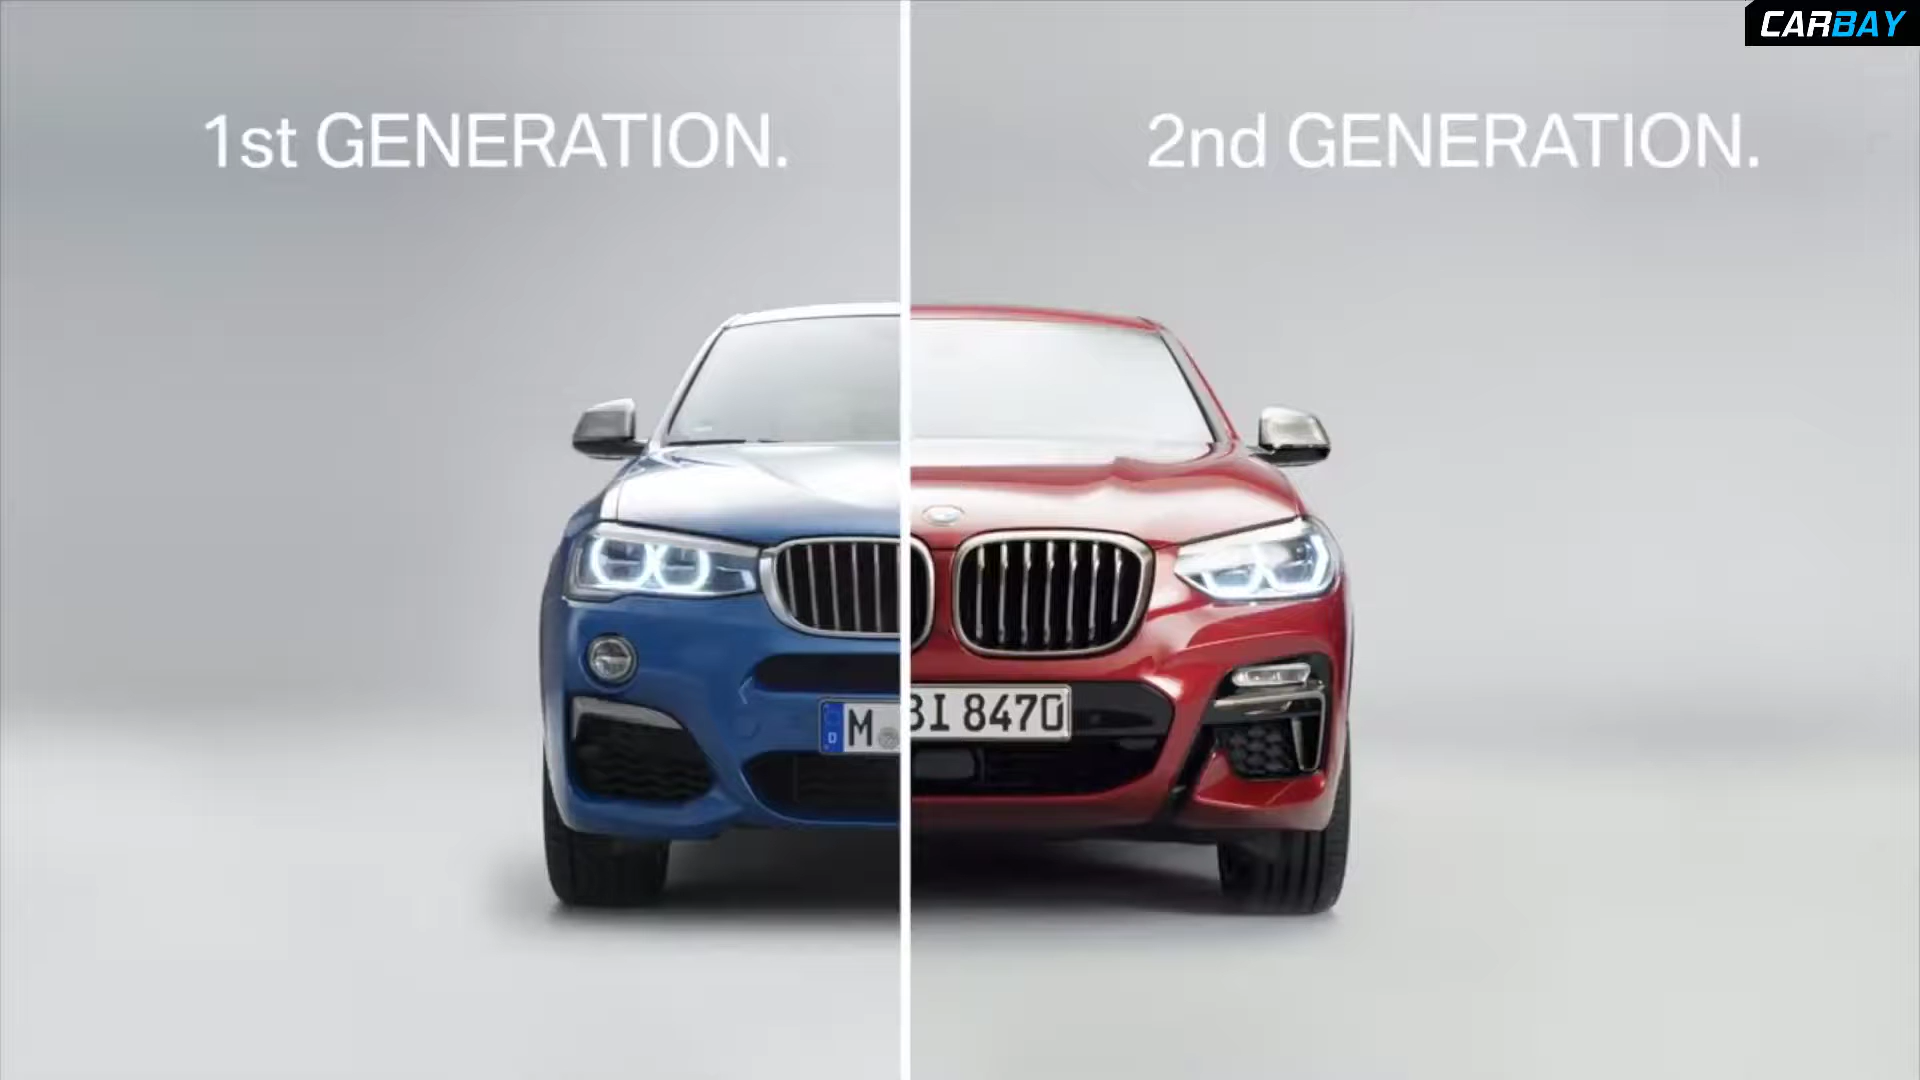 CARBAY
1st GENERATION.
2nd GENERATION.
M
BI 8470
D